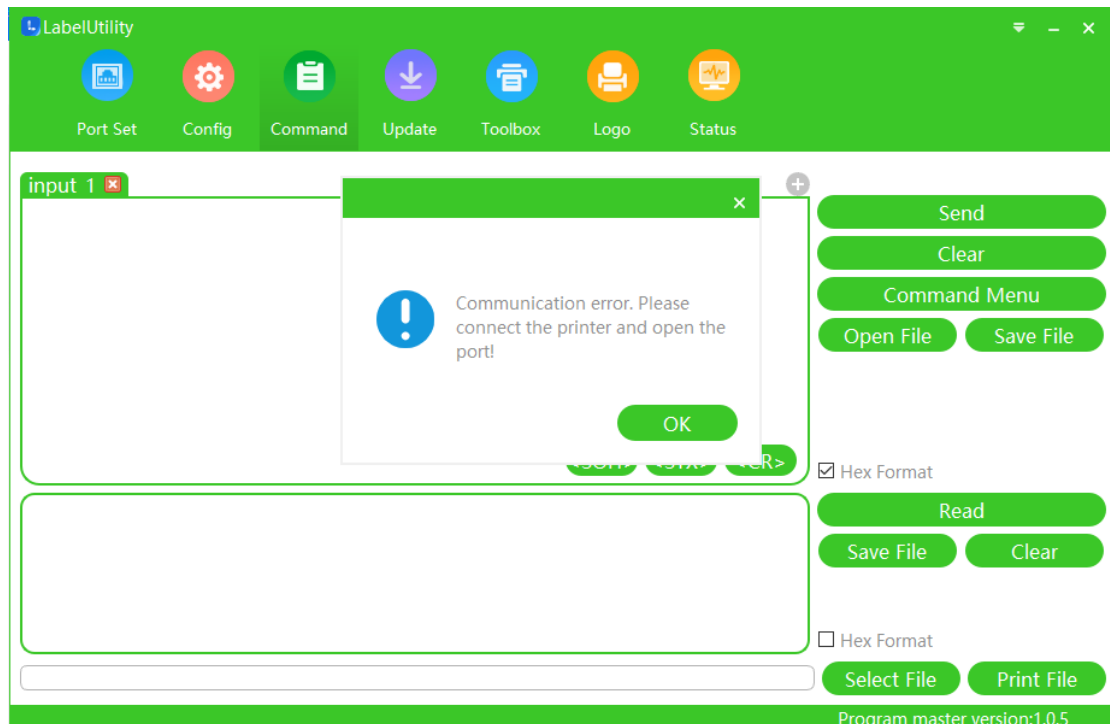 LabelUtility
Port Set
Config
Command
Update
Toolbox
Logo
Status
input 1
Send
Clear
Command Menu
Open File
Save File
Communication error. Please
connect the printer and open the
port!
OK
Hex Format
Read
Save File
Clear
Hex Format
Select File
Print File
Program master version:1.0.5